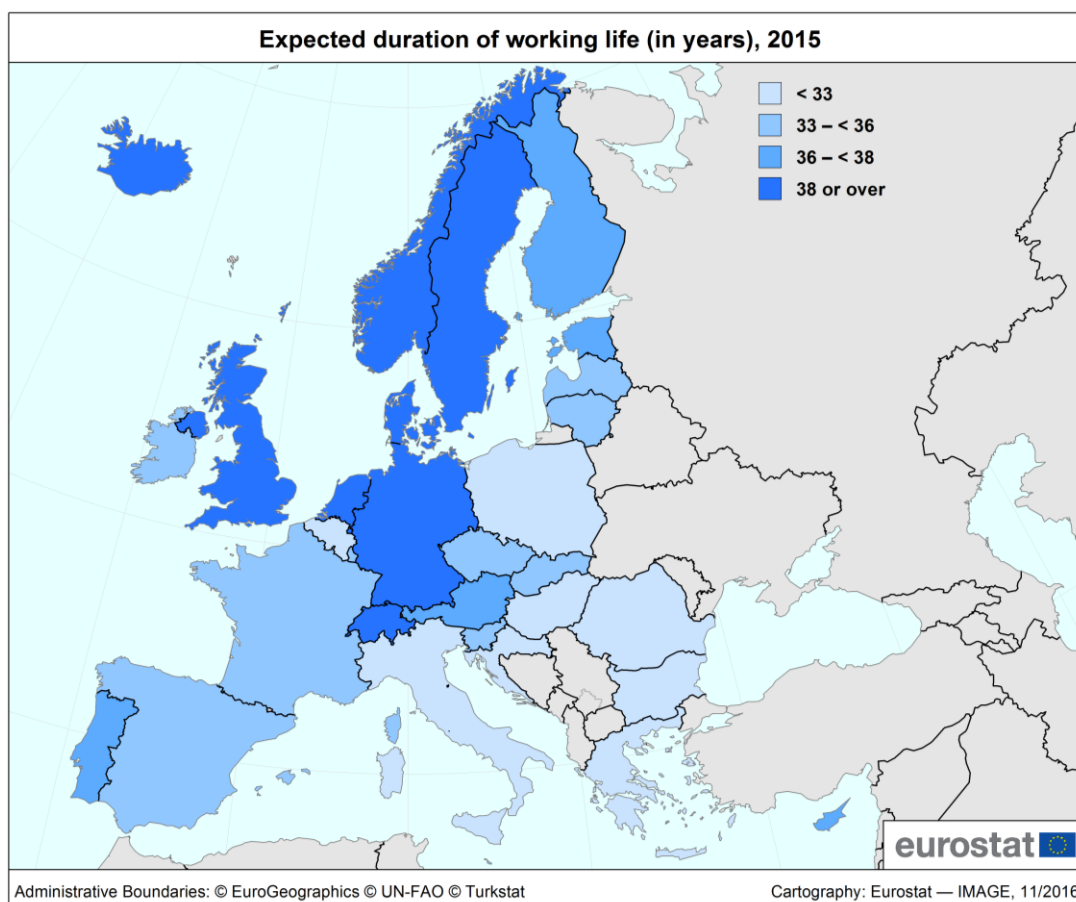 Expected duration of working life (in years), 2015
< 33
33 – < 36
36 – < 38
38 or over
eurostat
Administrative Boundaries: © EuroGeographics © UN-FAO © Turkstat
Cartography: Eurostat — IMAGE, 11/2016